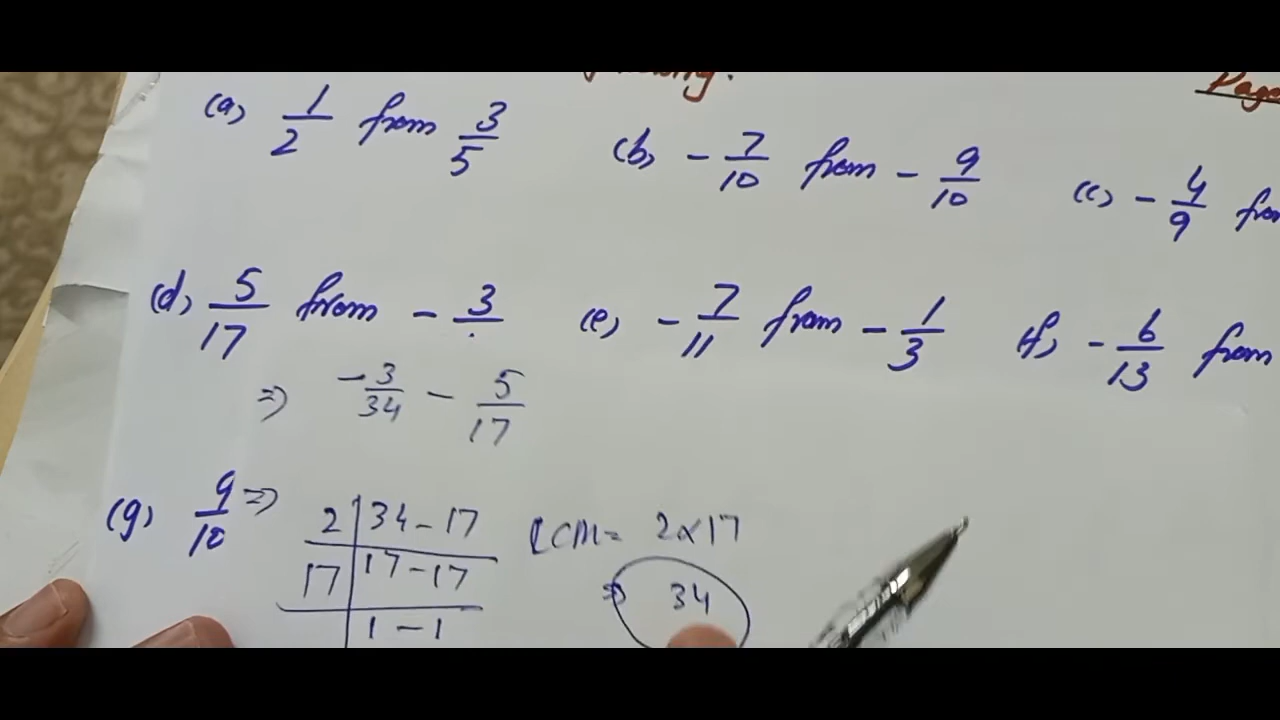 (a) 1/2 from 3/5 (b) - 7/10 from - 9/10 (c) - 4/9
(d) 5/17 from - 3/ (e) - 7/11 from - 1/3 (f) - 6/13 from
⇒ -3/34 - 5/17
(g) 9/10 ⇒
2 | 34 - 17 LCM = 2×17
17 | 17 - 17 ⇒ 34
1 - 1